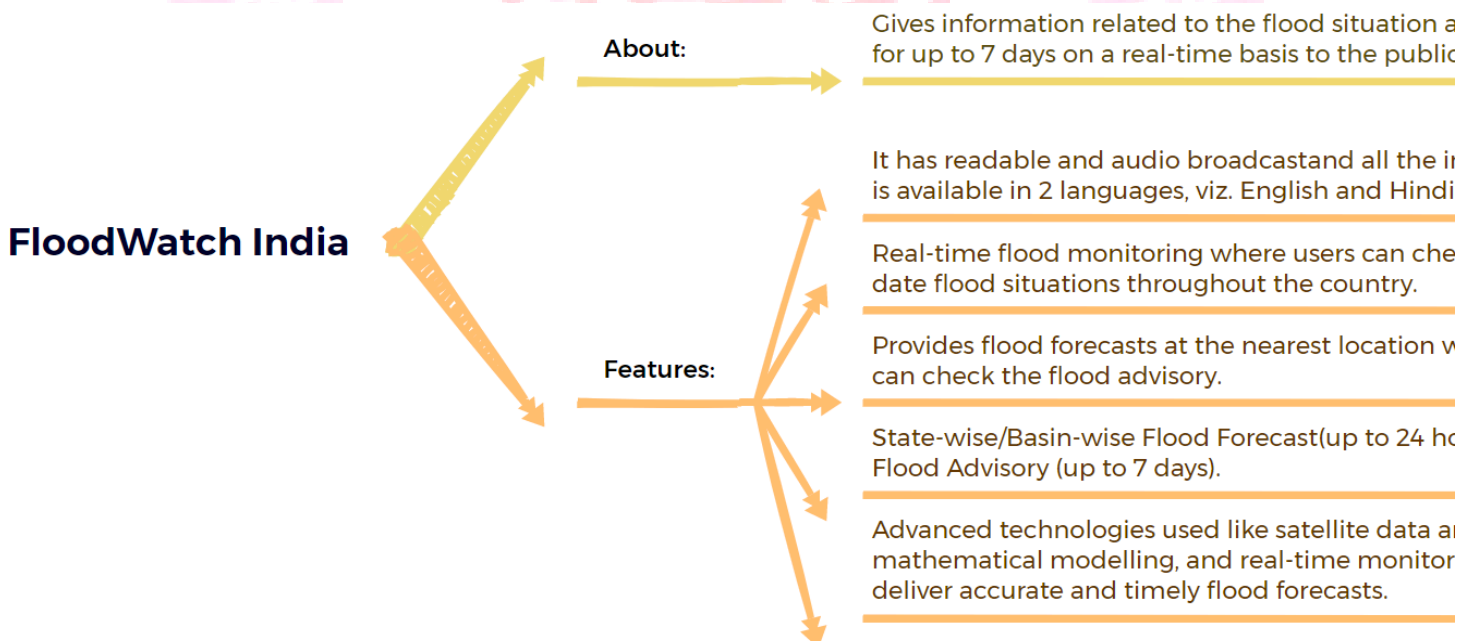 FloodWatch India
About:
Gives information related to the flood situation
for up to 7 days on a real-time basis to the public
Features:
It has readable and audio broadcastand all the
is available in 2 languages, viz. English and Hindi
Real-time flood monitoring where users can
date flood situations throughout the country.
Provides flood forecasts at the nearest location
can check the flood advisory.
State-wise/Basin-wise Flood Forecast(up to 24
Flood Advisory (up to 7 days).
Advanced technologies used like satellite data
mathematical modelling, and real-time monitor
deliver accurate and timely flood forecasts.